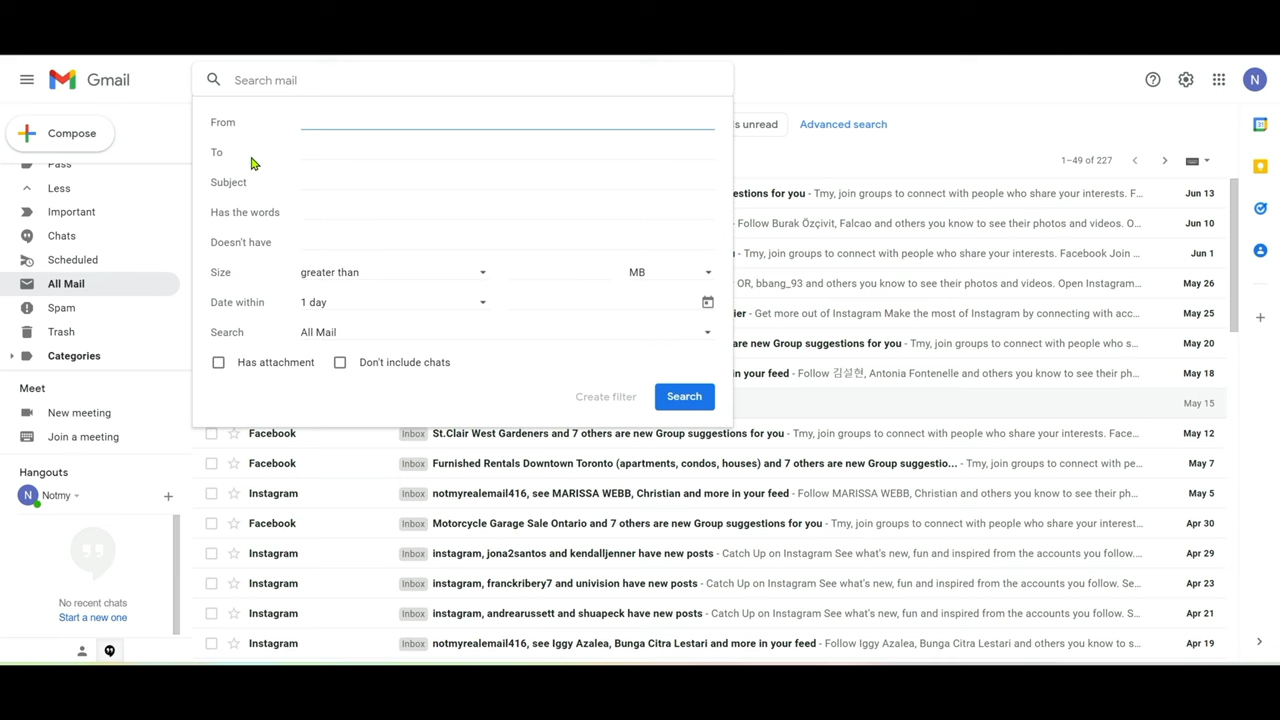 Gmail
Search mail
Compose
Pass
Less
Important
Chats
Scheduled
All Mail
Spam
Trash
Categories
Meet
New meeting
Join a meeting
Hangouts
Notmy
No recent chats
Start a new one
From
To
Subject
Has the words
Doesn't have
Size greater than MB
Date within 1 day
Search All Mail
Has attachment Don't include chats
Create filter Search
N
Is unread Advanced search
1–49 of 227
stions for you - Tmy, join groups to connect with people who share your interests. F… Jun 13
- Follow Burak Özçivit, Falcao and others you know to see their photos and videos. O… Jun 10
you know to see their photos and videos. Facebook Join … Jun 1
OR, bbang_93 and others you know to see their photos and videos. Open Instagram… May 26
ier - Get more out of Instagram Make the most of Instagram by connecting with acc… May 25
are new Group suggestions for you - Tmy, join groups to connect with people who s… May 20
in your feed - Follow 김설현, Antonia Fontenelle and others you know to see their ph… May 18
May 15
Facebook Inbox St.Clair West Gardeners and 7 others are new Group suggestions for you - Tmy, join groups to connect with people who share your interests. Face… May 12
Facebook Inbox Furnished Rentals Downtown Toronto (apartments, condos, houses) and 7 others are new Group suggestio… - Tmy, join groups to connect with pe… May 7
Instagram Inbox notmyrealemail416, see MARISSA WEBB, Christian and more in your feed - Follow MARISSA WEBB, Christian and others you know to see their ph… May 5
Facebook Inbox Motorcycle Garage Sale Ontario and 7 others are new Group suggestions for you - Tmy, join groups to connect with people who share your interest… Apr 30
Instagram Inbox instagram, jona2santos and kendalljenner have new posts - Catch Up on Instagram See what's new, fun and inspired from the accounts you follow.… Apr 29
Instagram Inbox instagram, franckribery7 and univision have new posts - Catch Up on Instagram See what's new, fun and inspired from the accounts you follow. Se… Apr 23
Instagram Inbox instagram, andrearussett and shuapeck have new posts - Catch Up on Instagram See what's new, fun and inspired from the accounts you follow. S… Apr 21
Instagram Inbox notmyrealemail416, see Iggy Azalea, Bunga Citra Lestari and more in your feed - Follow Iggy Azalea, Bunga Citra Lestari and others you know to s… Apr 19